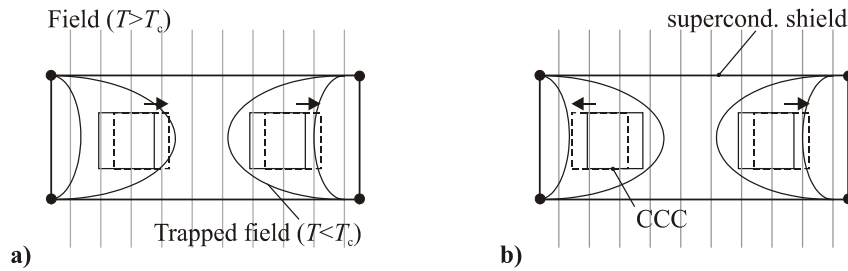 Field (T>Tc)
supercond. shield
Trapped field (T<Tc)
CCC
a)
b)